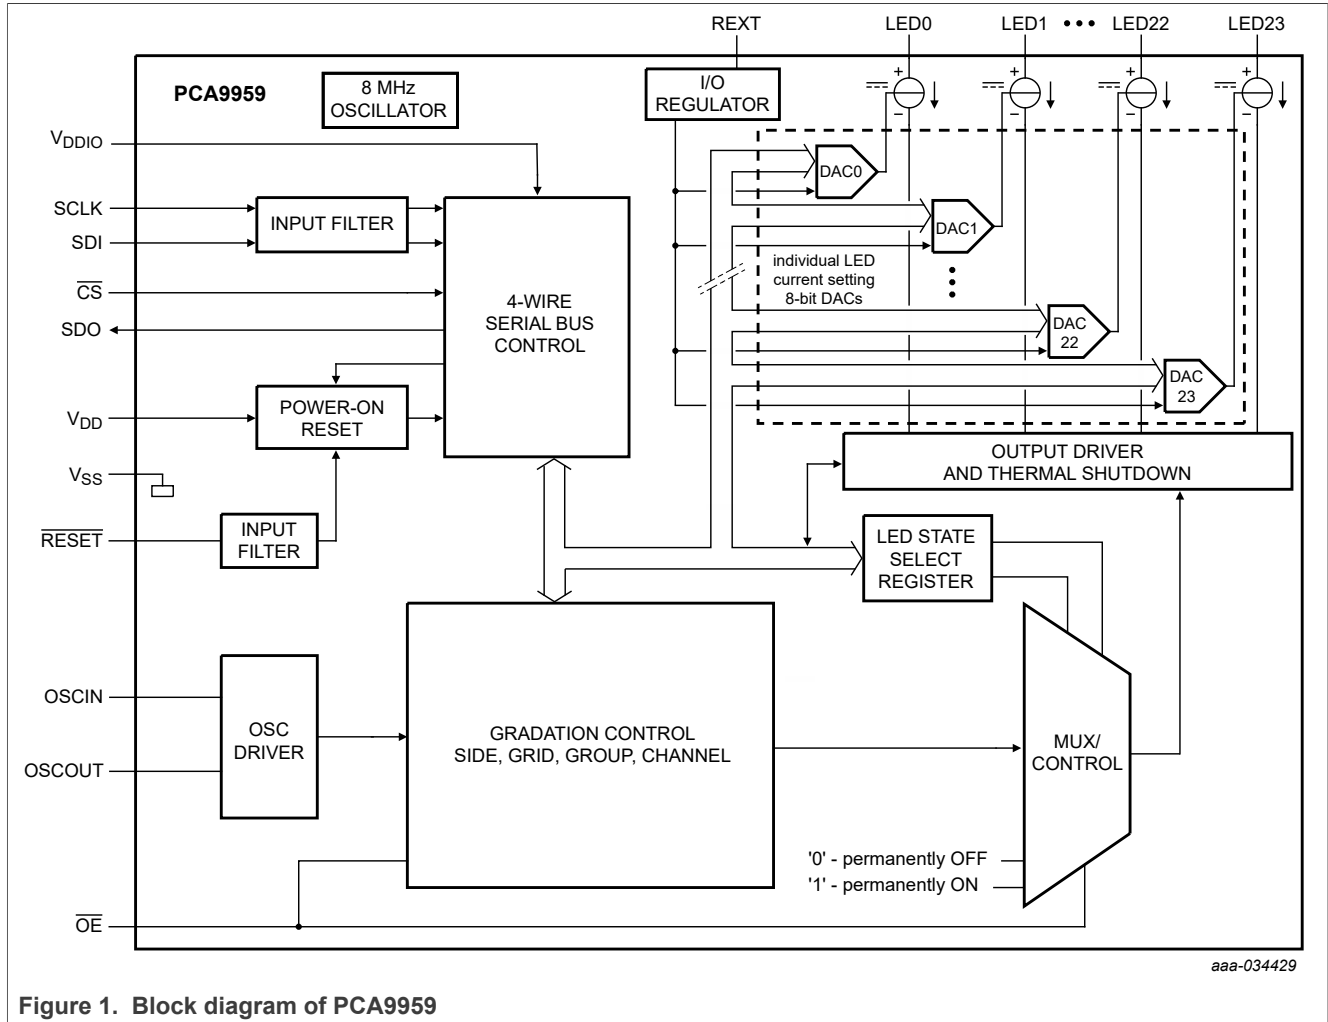 REXT LED0 LED1 ••• LED22 LED23
PCA9959
8 MHz
OSCILLATOR
I/O
REGULATOR
+ + + +
− − − −
VDDIO
SCLK
SDI
INPUT FILTER
CS
SDO
4-WIRE
SERIAL BUS
CONTROL
DAC0
DAC1
individual LED
current setting
8-bit DACs
DAC
22
DAC
23
VDD
POWER-ON
RESET
VSS
RESET
INPUT
FILTER
OUTPUT DRIVER
AND THERMAL SHUTDOWN
LED STATE
SELECT
REGISTER
OSCIN
OSCOUT
OSC
DRIVER
GRADATION CONTROL
SIDE, GRID, GROUP, CHANNEL
MUX/
CONTROL
'0' - permanently OFF
'1' - permanently ON
OE
aaa-034429
Figure 1. Block diagram of PCA9959